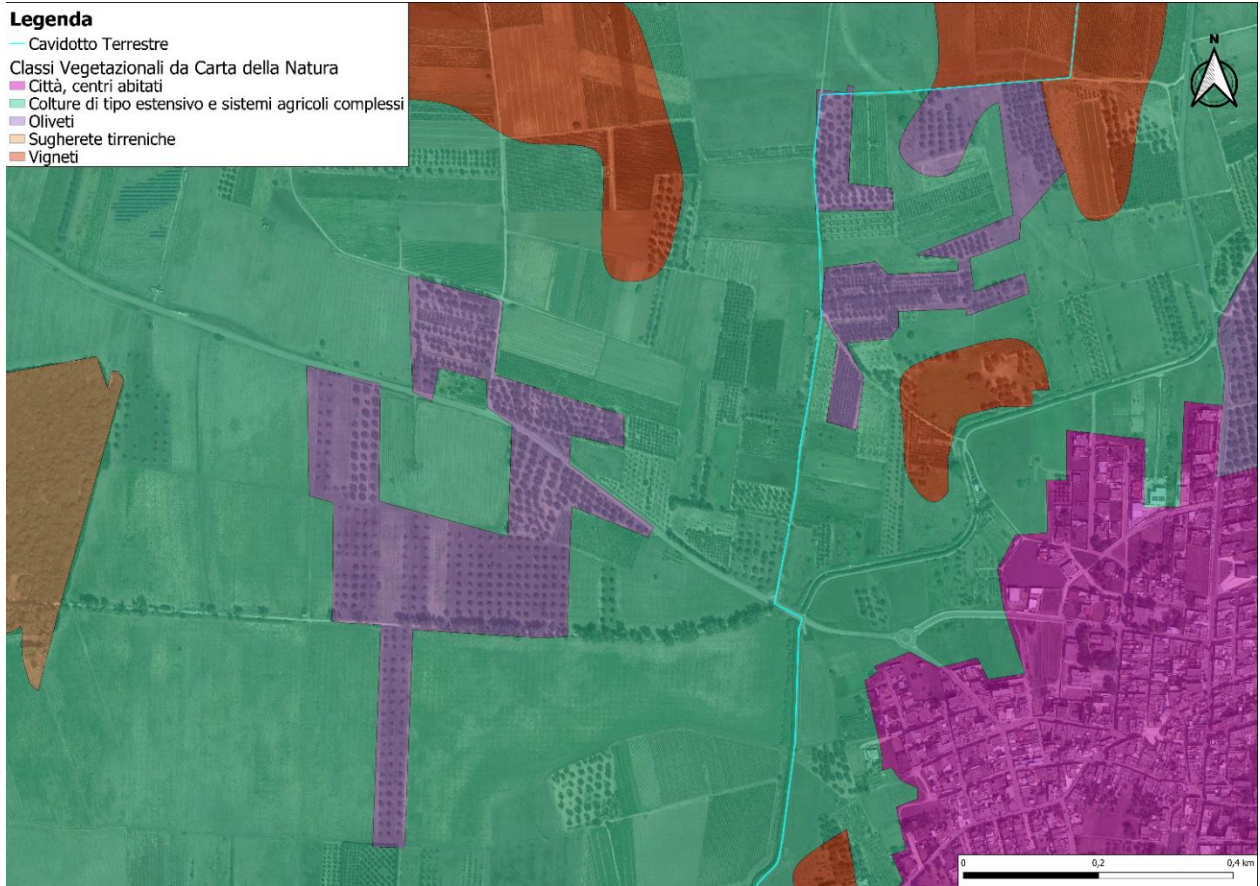 Legenda
Cavidotto Terrestre
Classi Vegetazionali da Carta della Natura
Città, centri abitati
Colture di tipo estensivo e sistemi agricoli complessi
Oliveti
Sugherete tirreniche
Vigneti
N
0 0,2 0,4 km